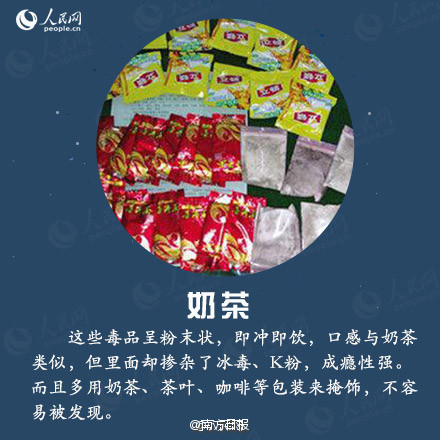 人民网
people.cn
奶茶
这些毒品呈粉末状，即冲即饮，口感与奶茶
类似，但里面却掺杂了冰毒、K粉，成瘾性强。
而且多用奶茶、茶叶、咖啡等包装来掩饰，不容
易被发现。
@南方日报